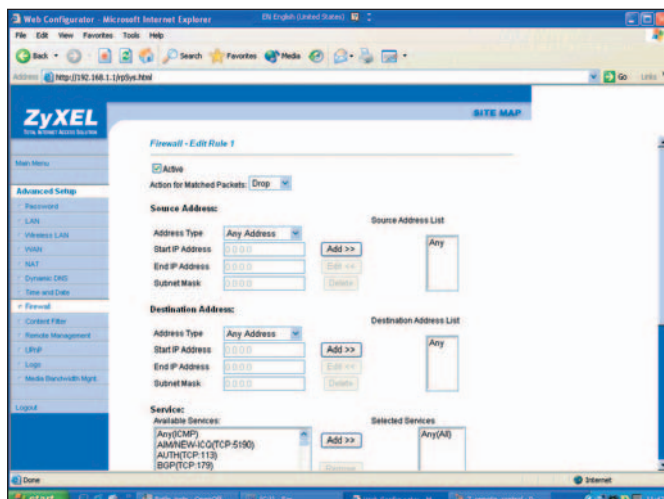 Web Configurator - Microsoft Internet Explorer
EN English (United States)
File Edit View Favorites Tools Help
Back Search Favorites Media
Address http://192.168.1.1/rpSys.html Go Links
ZyXEL
TOTAL INTERNET ACCESS SOLUTION
SITE MAP
Main Menu
Advanced Setup
Password
LAN
Wireless LAN
WAN
NAT
Dynamic DNS
Time and Date
Firewall
Content Filter
Remote Management
UPnP
Logs
Media Bandwidth Mgnt.
Logout
Firewall - Edit Rule 1
Active
Action for Matched Packets: Drop
Source Address:
Source Address List
Address Type Any Address
Any
Start IP Address 0.0.0.0 Add >>
End IP Address 0.0.0.0 Edit <<
Subnet Mask 0.0.0.0 Delete
Destination Address:
Destination Address List
Address Type Any Address
Any
Start IP Address 0.0.0.0 Add >>
End IP Address 0.0.0.0 Edit <<
Subnet Mask 0.0.0.0 Delete
Service:
Available Services: Selected Services
Any(ICMP)
AIM/NEW-ICQ(TCP:5190)
AUTH(TCP:113)
BGP(TCP:179)
Add >>
Any(All)
Remove
Done Internet
start